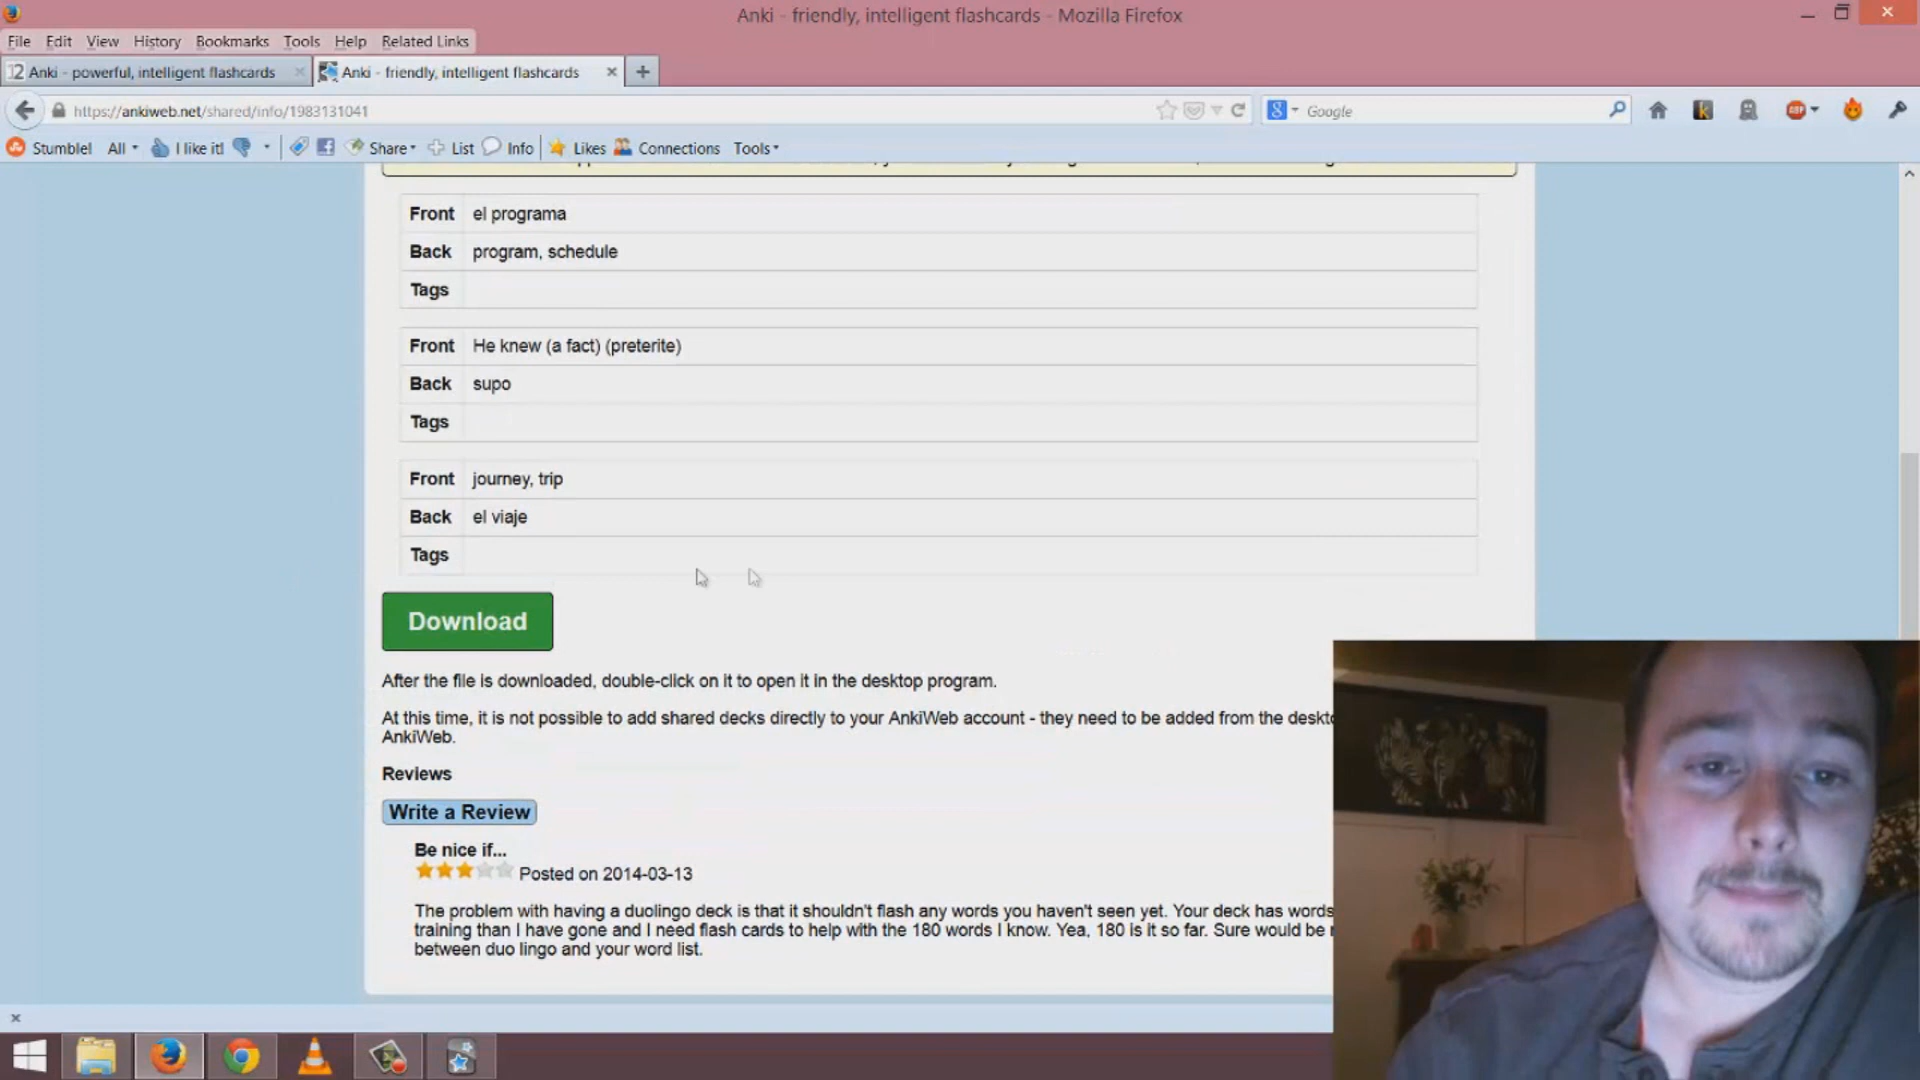 Anki - friendly, intelligent flashcards - Mozilla Firefox
File Edit View History Bookmarks Tools Help Related Links
Anki - powerful, intelligent flashcards
Anki - friendly, intelligent flashcards
https://ankiweb.net/shared/info/1983131041
Google
Stumble! All I like it! Share List Info Likes Connections Tools
Front el programa
Back program, schedule
Tags
Front He knew (a fact) (preterite)
Back supo
Tags
Front journey, trip
Back el viaje
Tags
Download
After the file is downloaded, double-click on it to open it in the desktop program.
At this time, it is not possible to add shared decks directly to your AnkiWeb account - they need to be added from the
AnkiWeb.
Reviews
Write a Review
Be nice if...
Posted on 2014-03-13
The problem with having a duolingo deck is that it shouldn't flash any words you haven't seen yet. Your deck has words
training than I have gone and I need flash cards to help with the 180 words I know. Yea, 180 is it so far. Sure would be
between duo lingo and your word list.